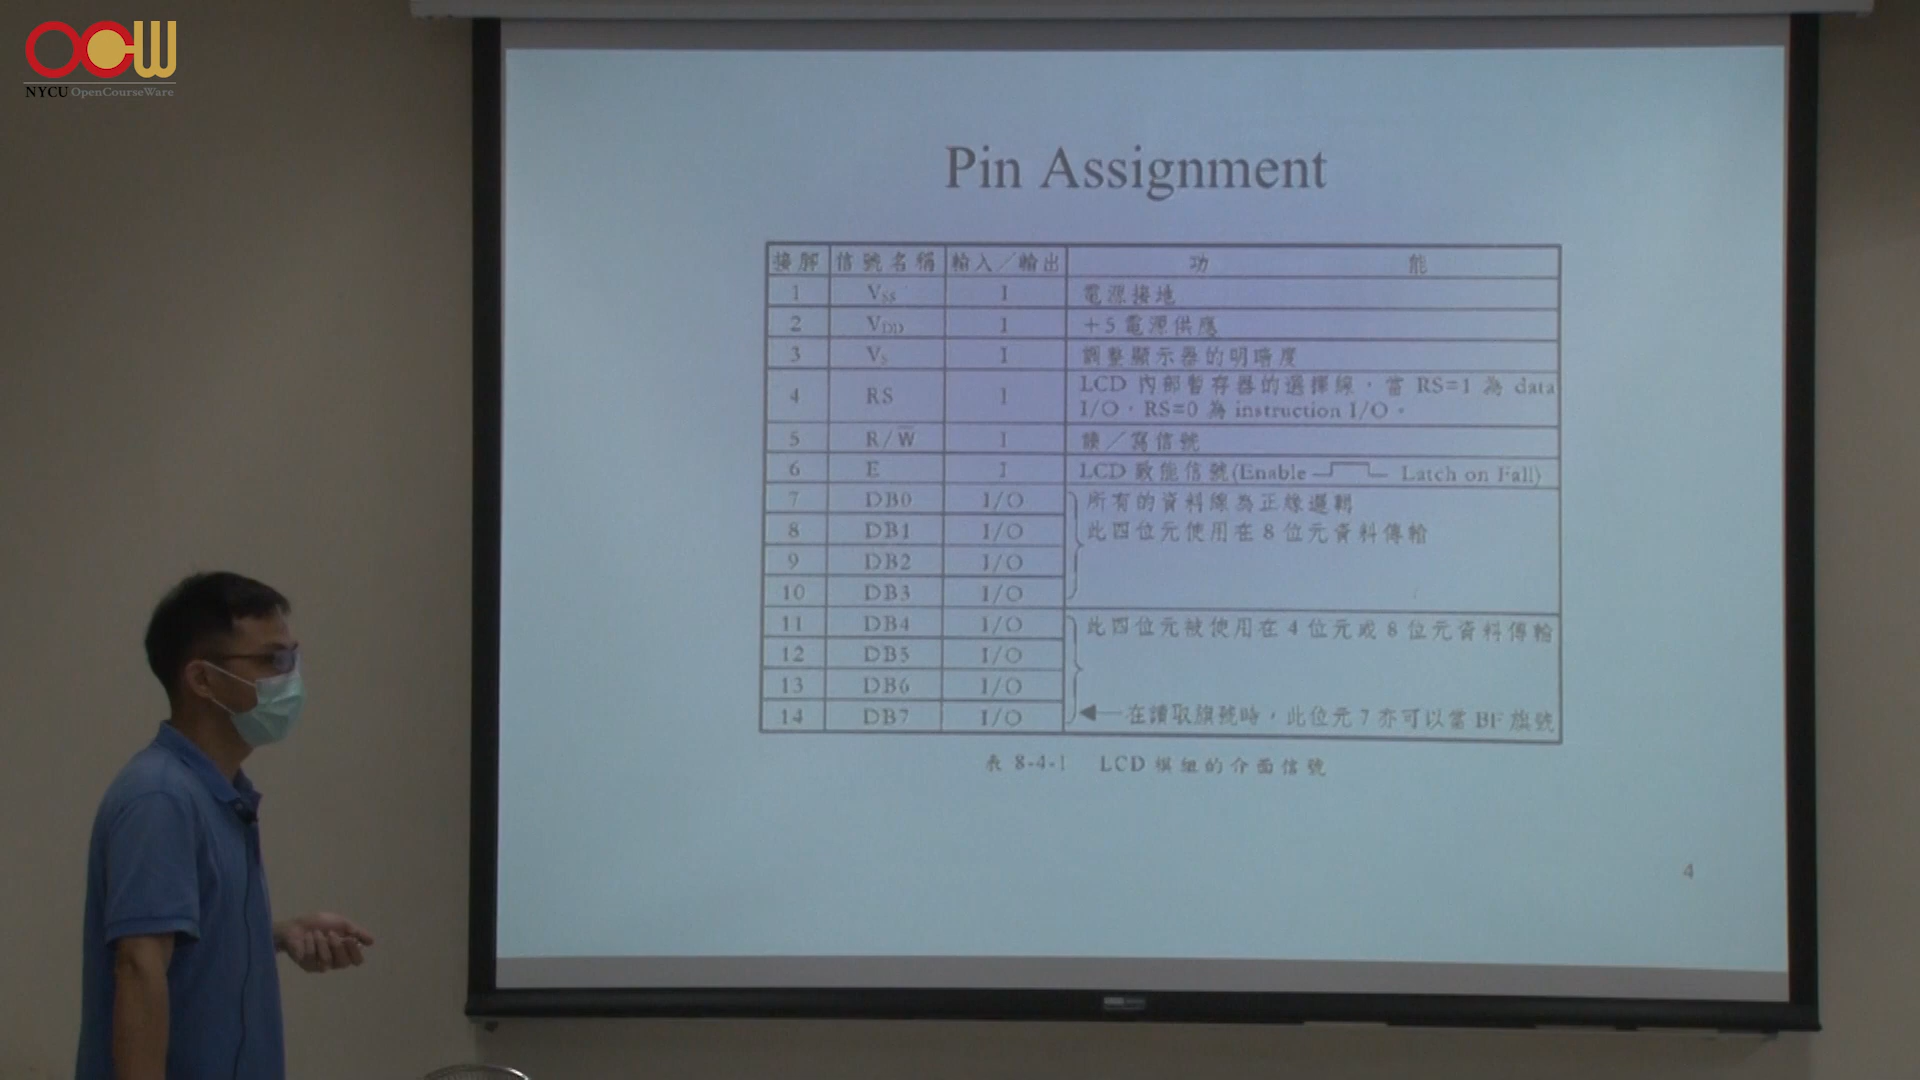 OCW
NYCU OpenCourseWare
Pin Assignment
接腳 信號名稱 輸入／輸出 功能
1 VSS I 電源接地
2 VDD I ＋5 電源供應
3 VS I 調整顯示器的明暗度
4 RS I LCD 內部暫存器的選擇線，當 RS=1 為 data
I/O，RS=0 為 instruction I/O。
5 R/W̅ I 讀／寫信號
6 E I LCD 致能信號(Enable Latch on Fall)
7 DB0 I/O 所有的資料線為正緣邏輯
8 DB1 I/O 此四位元使用在 8 位元資料傳輸
9 DB2 I/O
10 DB3 I/O
11 DB4 I/O 此四位元被使用在 4 位元或 8 位元資料傳輸
12 DB5 I/O
13 DB6 I/O
14 DB7 I/O 在讀取旗號時，此位元 7 亦可以當 BF 旗號
表 8-4-1 LCD 模組的介面信號
4